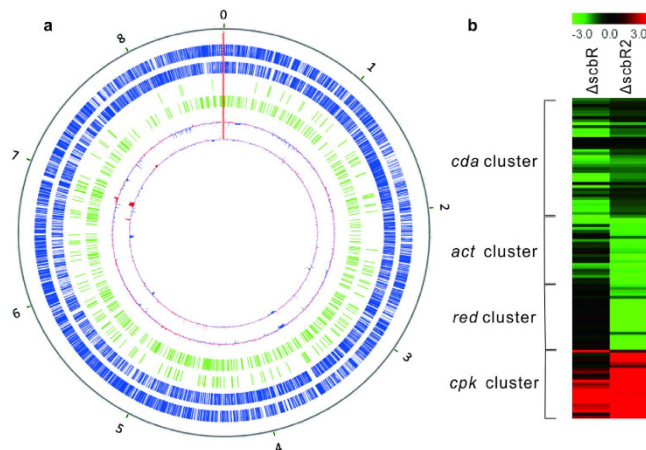 a
0
1
2
3
4
5
6
7
8
b
-3.0 0.0 3.0
ΔscbR
ΔscbR2
cda cluster
act cluster
red cluster
cpk cluster